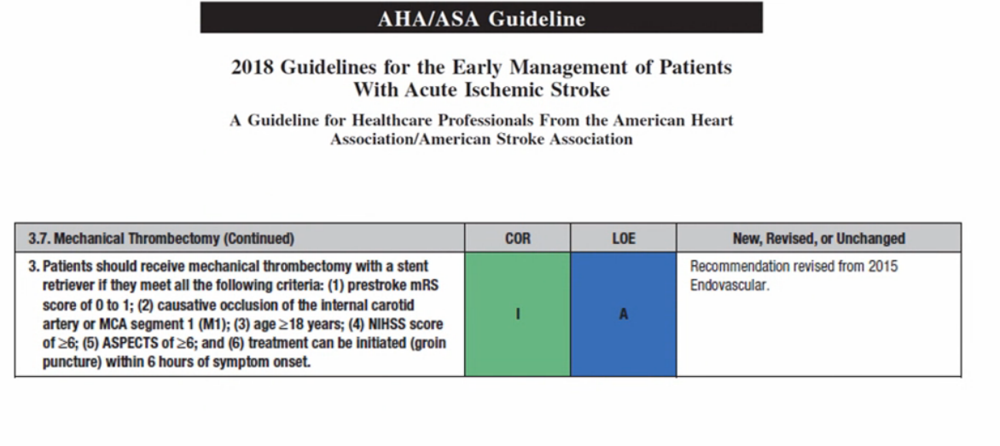 AHA/ASA Guideline
2018 Guidelines for the Early Management of Patients
With Acute Ischemic Stroke
A Guideline for Healthcare Professionals From the American Heart
Association/American Stroke Association
3.7. Mechanical Thrombectomy (Continued)
COR
LOE
New, Revised, or Unchanged
3. Patients should receive mechanical thrombectomy with a stent
retriever if they meet all the following criteria: (1) prestroke mRS
score of 0 to 1; (2) causative occlusion of the internal carotid
artery or MCA segment 1 (M1); (3) age ≥18 years; (4) NIHSS score
of ≥6; (5) ASPECTS of ≥6; and (6) treatment can be initiated (groin
puncture) within 6 hours of symptom onset.
I
A
Recommendation revised from 2015
Endovascular.